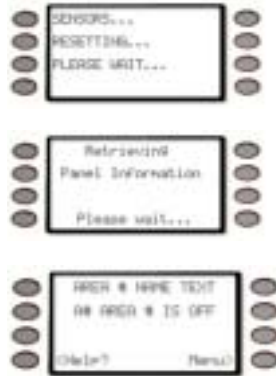 SENSORS...
RESETTING...
PLEASE WAIT...
Retrieving
Panel Information
Please wait...
AREA # NAME TEXT
A# AREA # IS OFF
<Help? Menu>